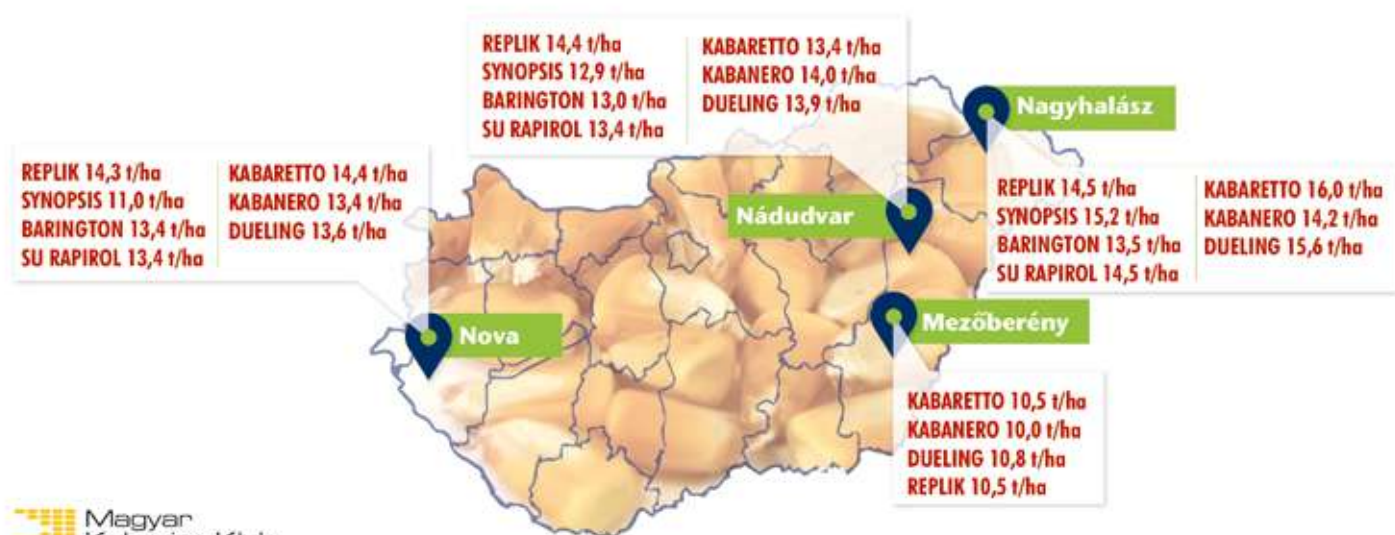 REPLIK 14,4 t/ha
SYNOPSIS 12,9 t/ha
BARINGTON 13,0 t/ha
SU RAPIROL 13,4 t/ha
KABARETTO 13,4 t/ha
KABANERO 14,0 t/ha
DUELING 13,9 t/ha
Nagyhalász
REPLIK 14,3 t/ha
SYNOPSIS 11,0 t/ha
BARINGTON 13,4 t/ha
SU RAPIROL 13,4 t/ha
KABARETTO 14,4 t/ha
KABANERO 13,4 t/ha
DUELING 13,6 t/ha
REPLIK 14,5 t/ha
SYNOPSIS 15,2 t/ha
BARINGTON 13,5 t/ha
SU RAPIROL 14,5 t/ha
KABARETTO 16,0 t/ha
KABANERO 14,2 t/ha
DUELING 15,6 t/ha
Nádudvar
Nova
Mezőberény
KABARETTO 10,5 t/ha
KABANERO 10,0 t/ha
DUELING 10,8 t/ha
REPLIK 10,5 t/ha
Magyar